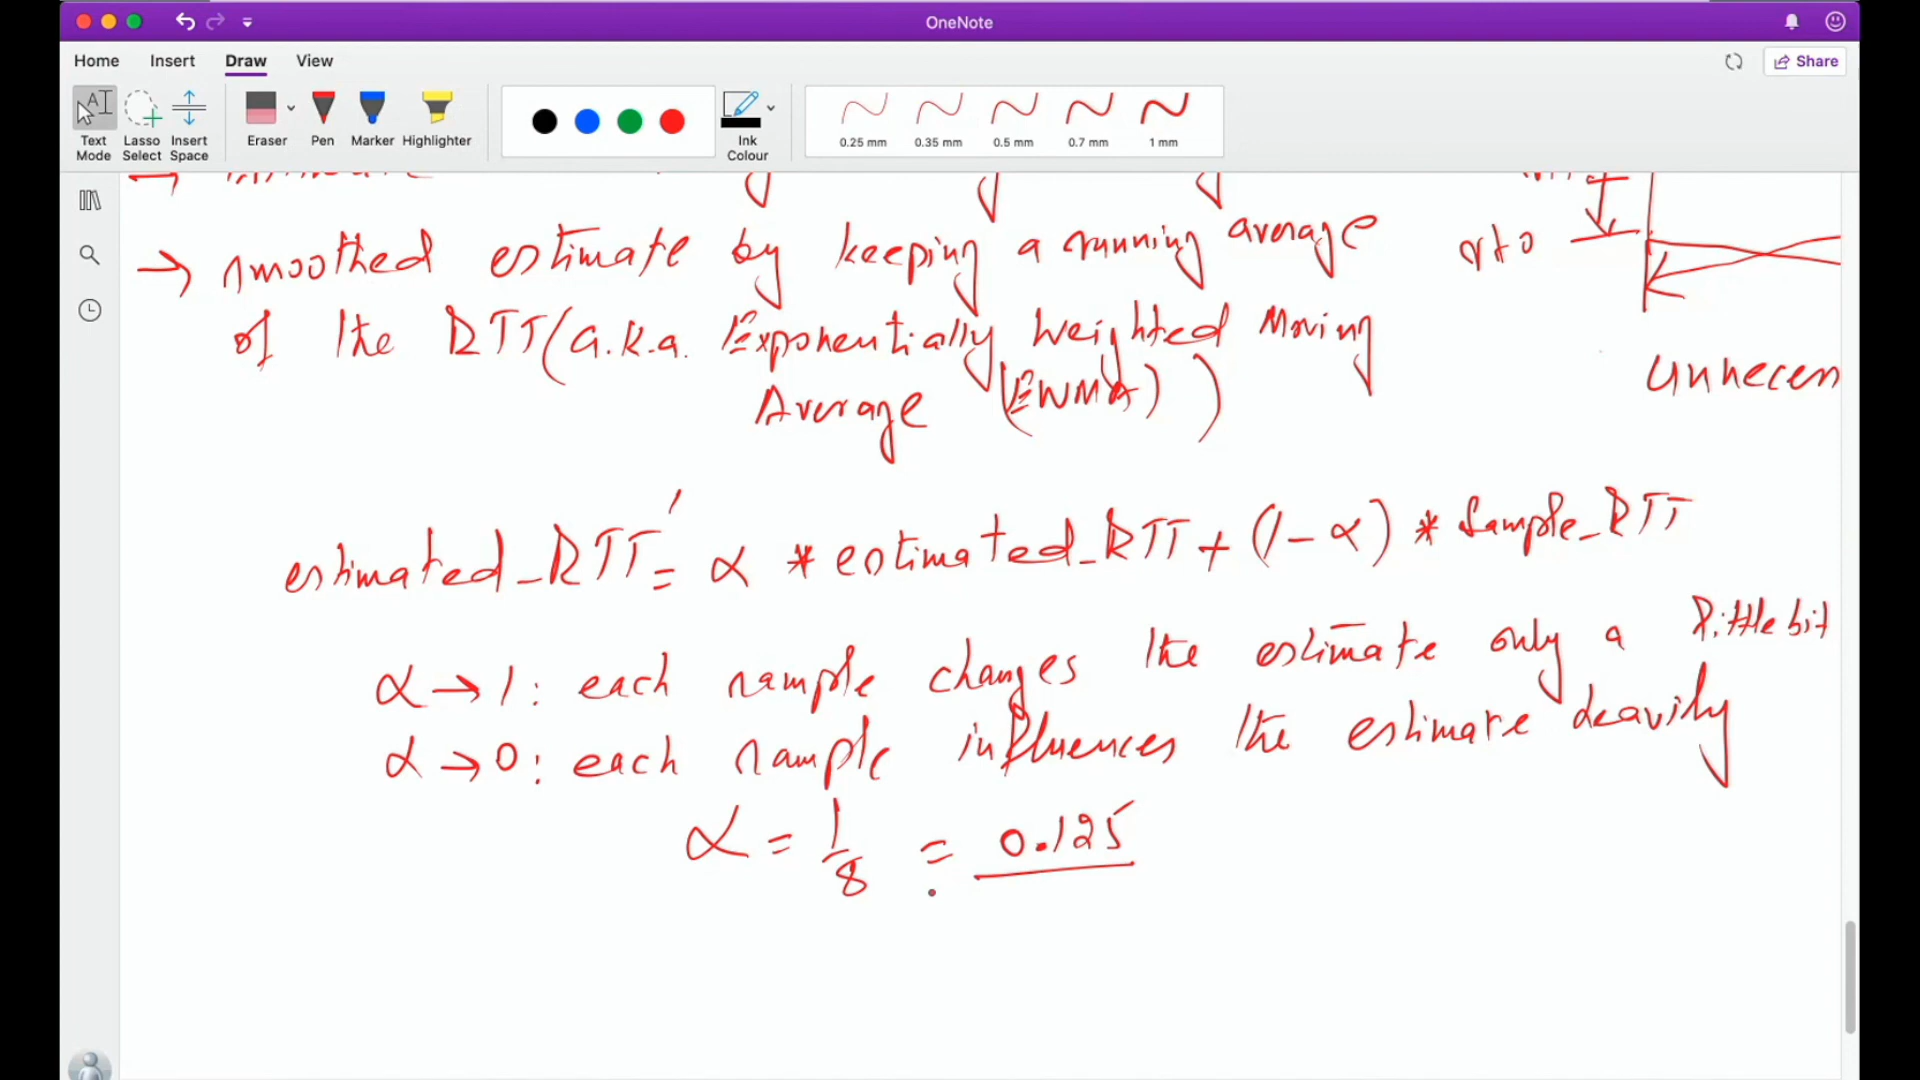 OneNote
Home Insert Draw View
Share
Text Mode
Lasso Select
Insert Space
Eraser
Pen
Marker
Highlighter
Ink Colour
0.25 mm
0.35 mm
0.5 mm
0.7 mm
1 mm
→ smoothed estimate by keeping a running average
of the RTT (a.k.a. Exponentially Weighted Moving
Average (EWMA))
rto
unnecess
estimated_RTT' = α * estimated_RTT + (1-α) * Sample_RTT
α → 1: each sample changes the estimate only a little bit
α → 0: each sample influences the estimate heavily
α = 1/8 = 0.125